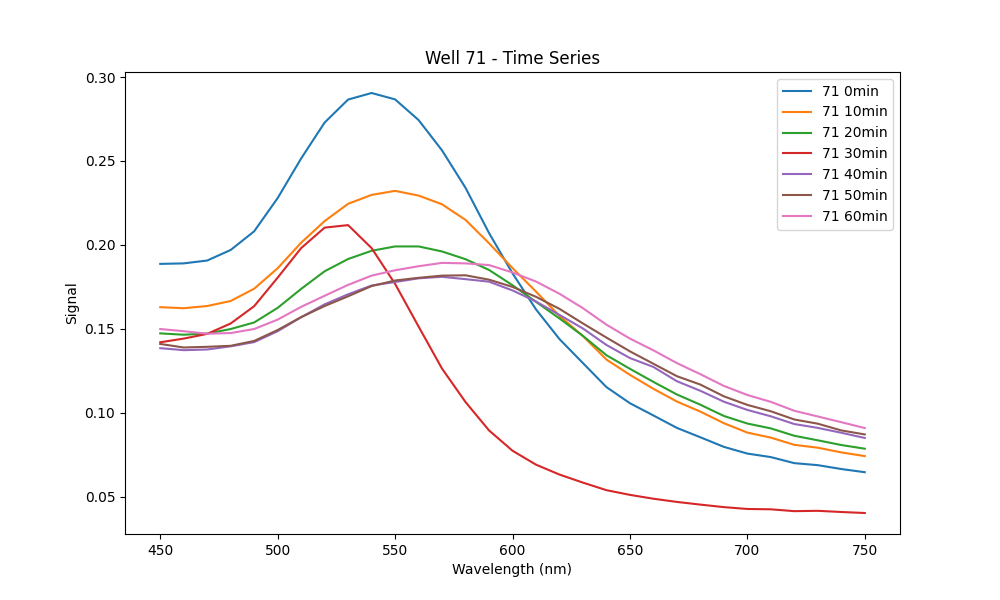 Well 71 - Time Series
71 0min
71 10min
71 20min
71 30min
71 40min
71 50min
71 60min
0.30
0.25
0.20
0.15
0.10
0.05
Signal
450 500 550 600 650 700 750
Wavelength (nm)